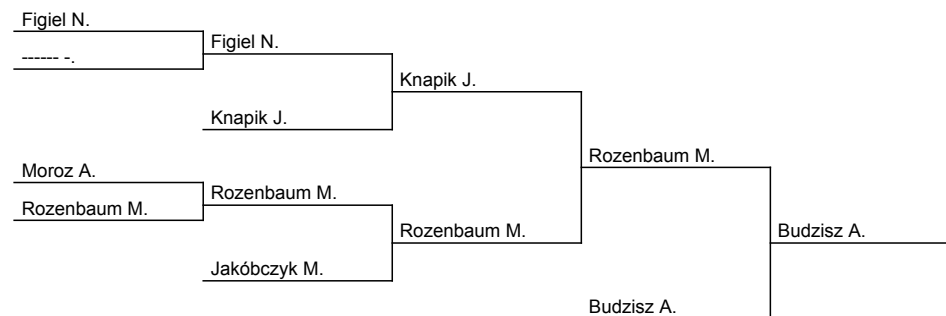 Figiel N.
------ -.
Figiel N.
Knapik J.
Knapik J.
Moroz A.
Rozenbaum M.
Rozenbaum M.
Jakóbczyk M.
Rozenbaum M.
Rozenbaum M.
Budzisz A.
Budzisz A.